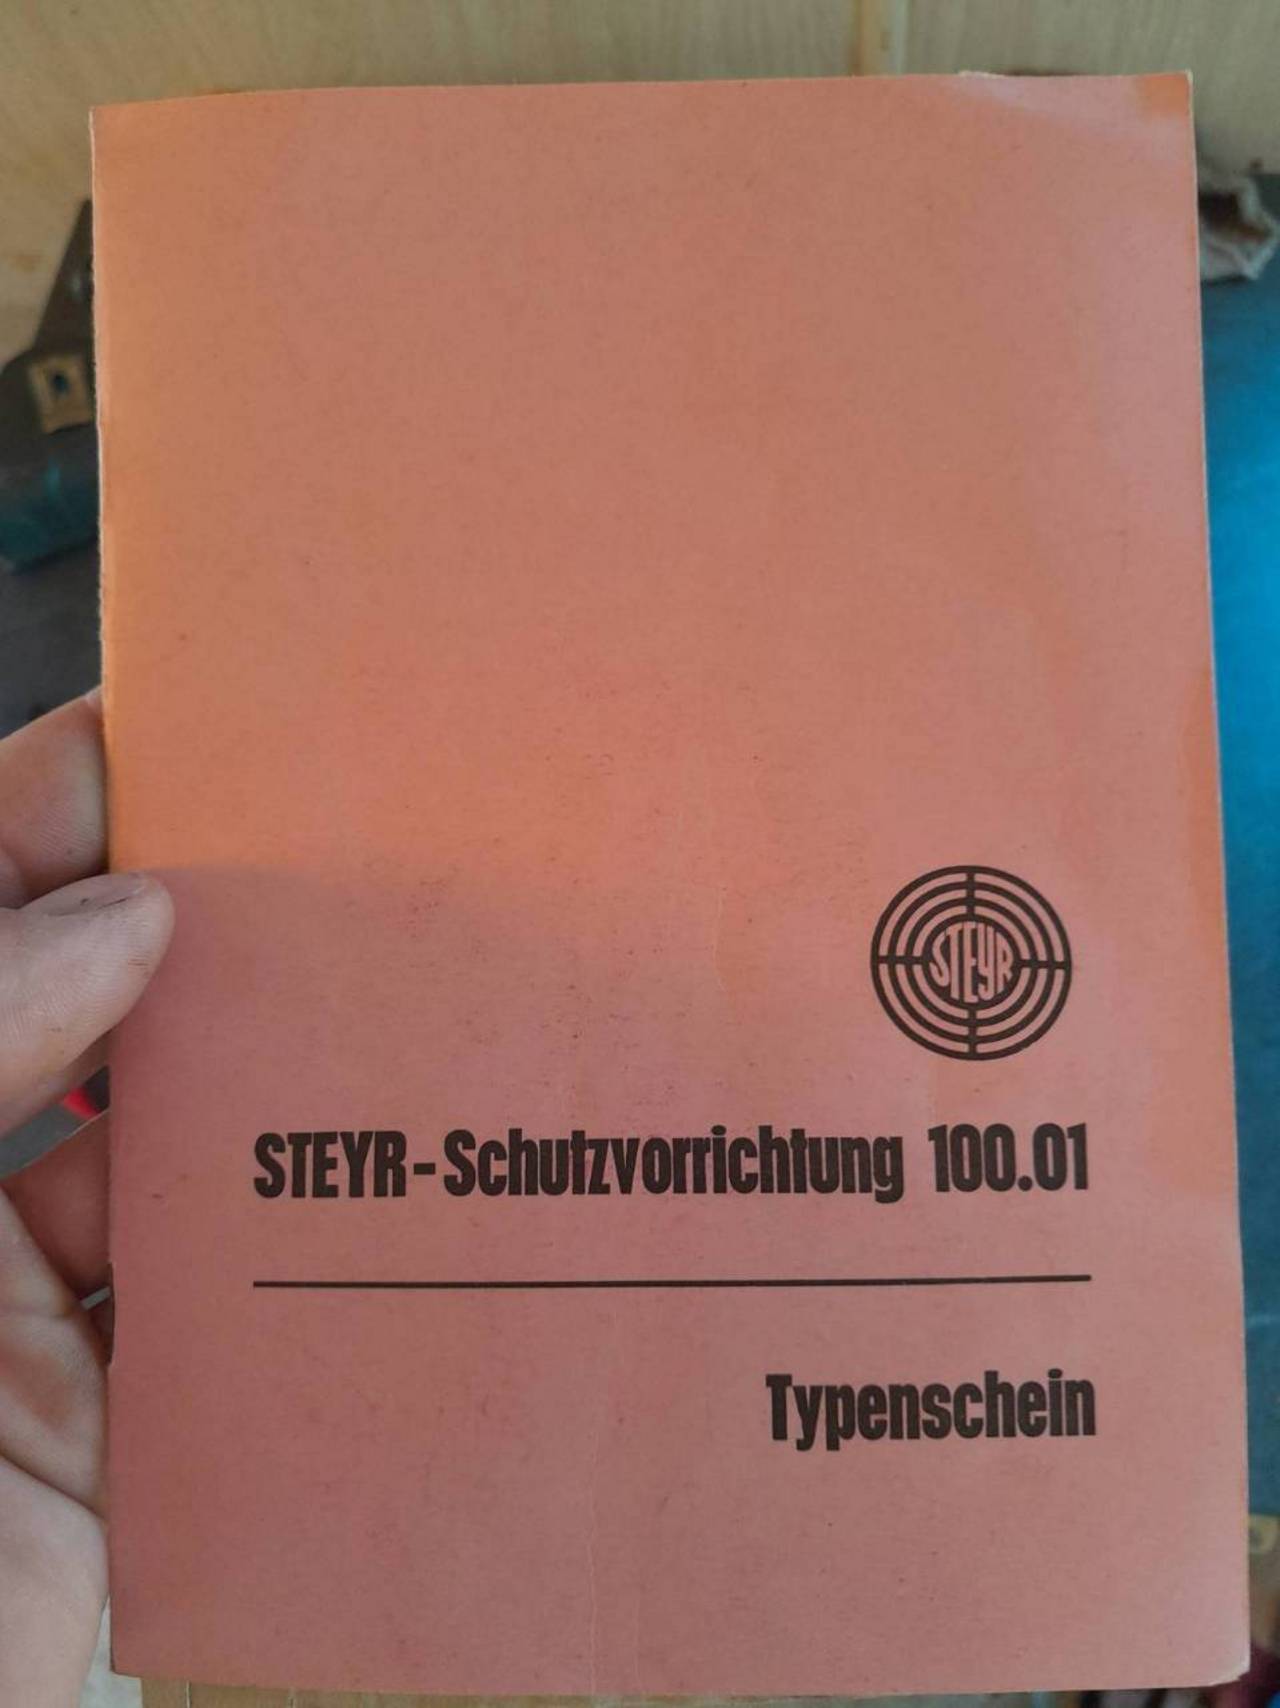 STEYR
STEYR-Schutzvorrichtung 100.01
Typenschein